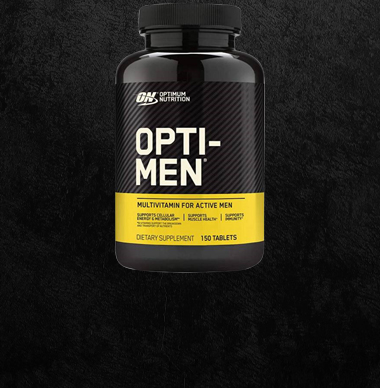 ON
OPTIMUM
NUTRITION
OPTI-
MEN®
MULTIVITAMIN FOR ACTIVE MEN
SUPPORTS CELLULAR
ENERGY & METABOLISM*
SUPPORTS
MUSCLE HEALTH*
SUPPORTS
IMMUNITY*
DIETARY SUPPLEMENT 150 TABLETS